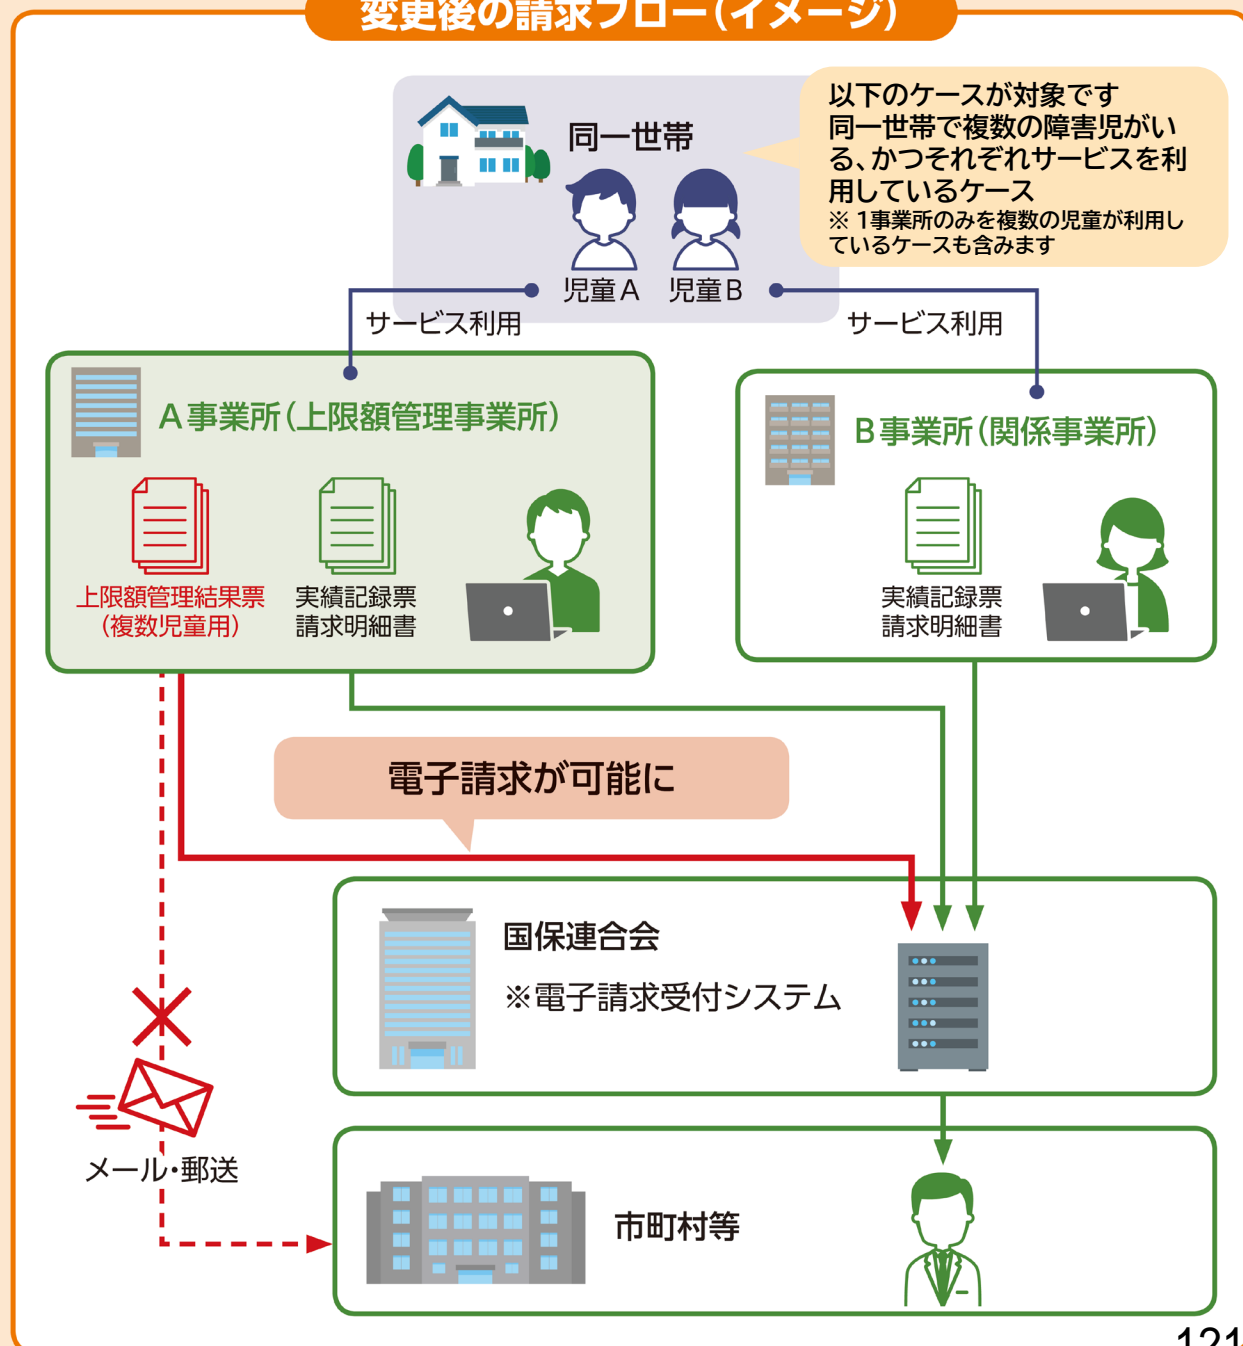 変更後の請求フロー(イメージ)
以下のケースが対象です
同一世帯で複数の障害児がい
る、かつそれぞれサービスを利
用しているケース
※ 1事業所のみを複数の児童が利用し
ているケースも含みます
同一世帯
児童A 児童B
サービス利用
サービス利用
A事業所(上限額管理事業所)
上限額管理結果票
(複数児童用)
実績記録票
請求明細書
B事業所(関係事業所)
実績記録票
請求明細書
電子請求が可能に
国保連合会
※電子請求受付システム
メール・郵送
市町村等
121